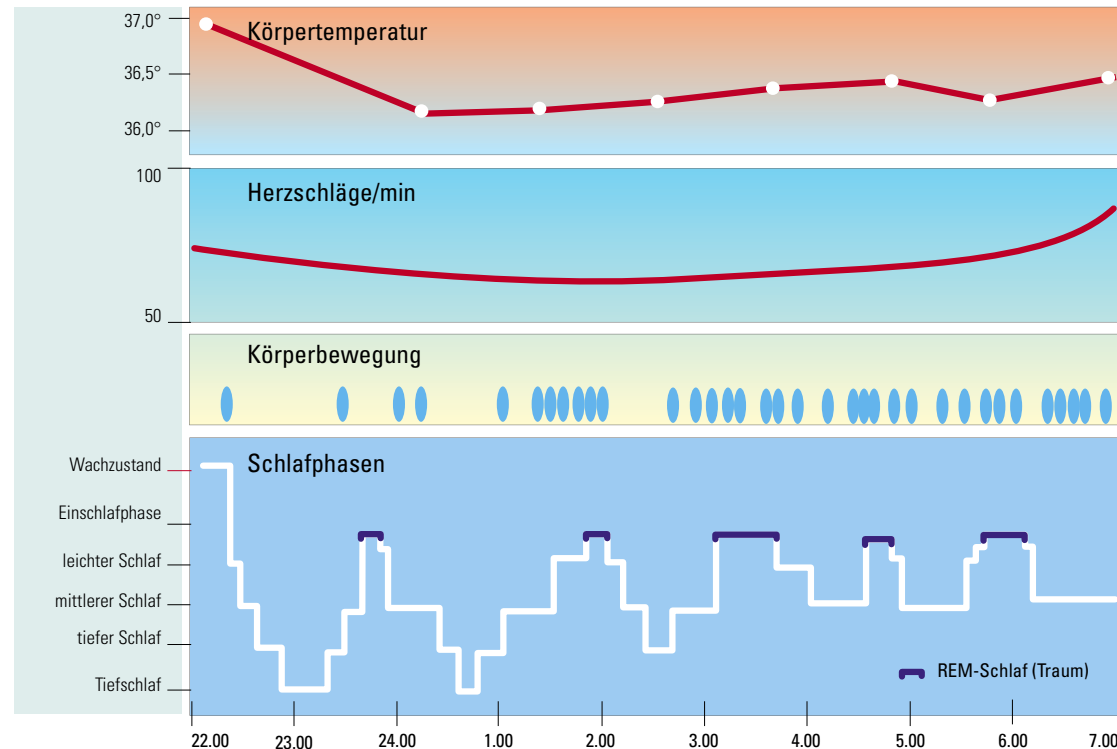 37,0°
Körpertemperatur
36,5°
36,0°
100
Herzschläge/min
50
Körperbewegung
Schlafphasen
Wachzustand
Einschlafphase
leichter Schlaf
mittlerer Schlaf
tiefer Schlaf
Tiefschlaf
REM-Schlaf (Traum)
22.00 23.00 24.00 1.00 2.00 3.00 4.00 5.00 6.00 7.00